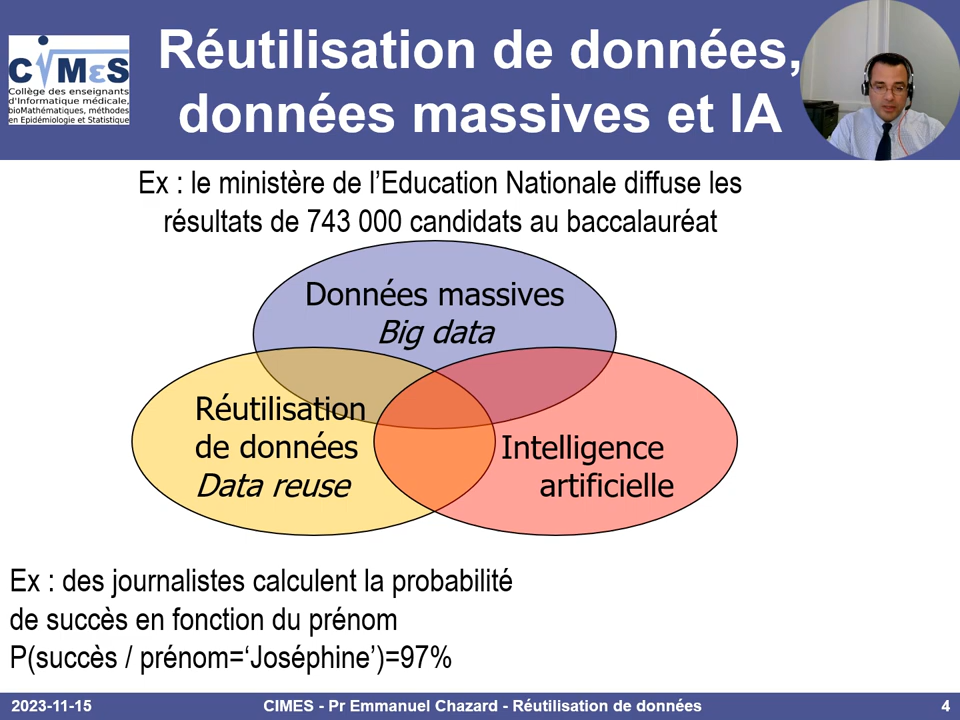 Réutilisation de données,
données massives et IA
CIMεS
Collège des enseignants
d'Informatique médicale,
bioMathématiques, méthodes
en Epidémiologie et Statistique
Ex : le ministère de l’Education Nationale diffuse les
résultats de 743 000 candidats au baccalauréat
Données massives
Big data
Réutilisation
de données
Data reuse
Intelligence
artificielle
Ex : des journalistes calculent la probabilité
de succès en fonction du prénom
P(succès / prénom=‘Joséphine’)=97%
2023-11-15 CIMES - Pr Emmanuel Chazard - Réutilisation de données 4